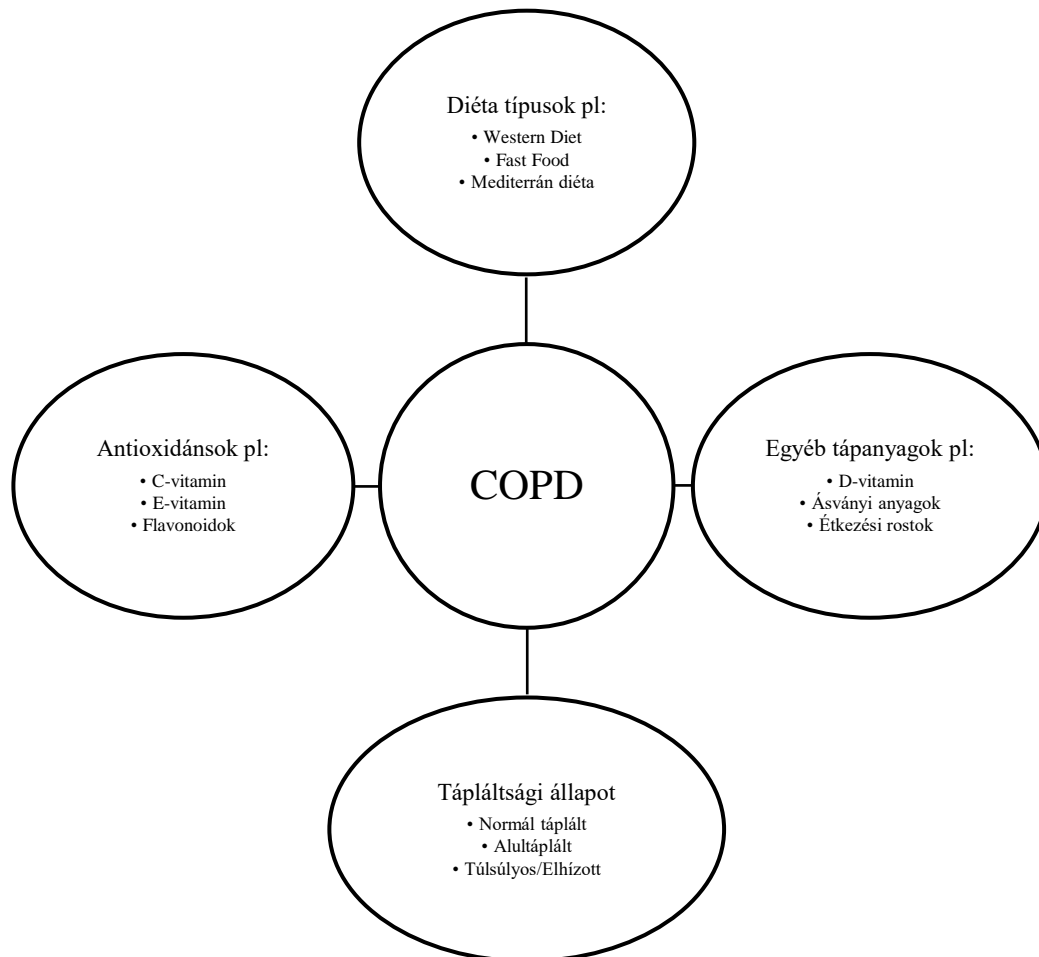 Diéta típusok pl:
• Western Diet
• Fast Food
• Mediterrán diéta
Antioxidánsok pl:
• C-vitamin
• E-vitamin
• Flavonoidok
COPD
Egyéb tápanyagok pl:
• D-vitamin
• Ásványi anyagok
• Étkezési rostok
Tápláltsági állapot
• Normál táplált
• Alultáplált
• Túlsúlyos/Elhízott